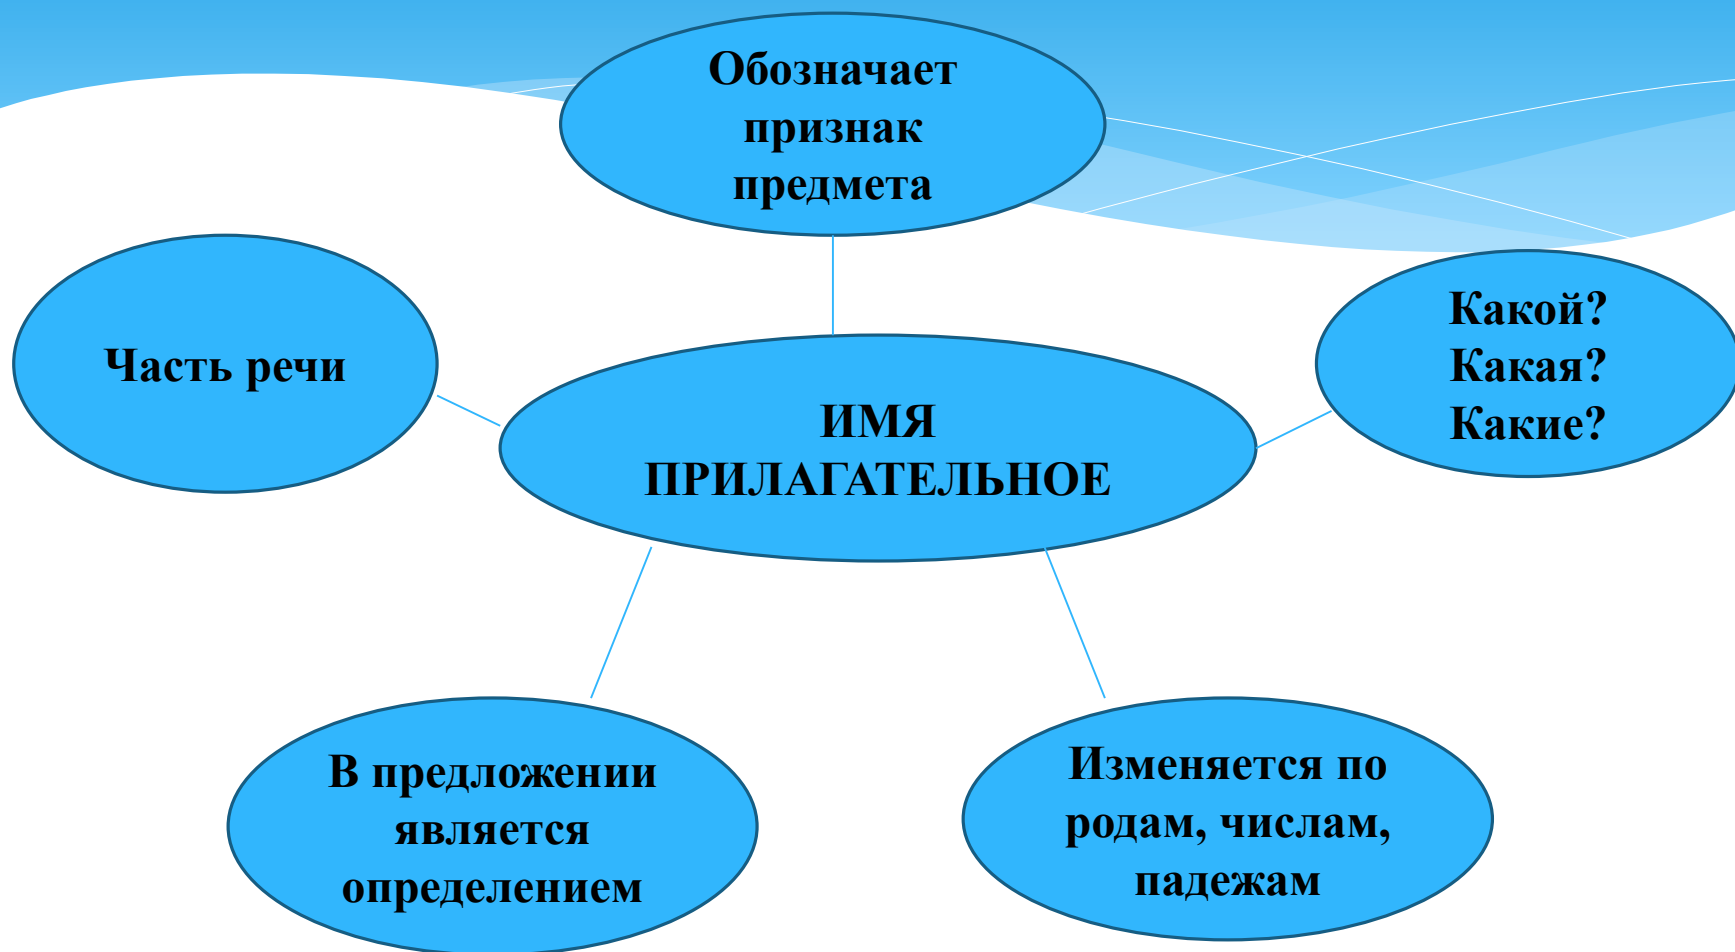 Обозначает
признак
предмета
Часть речи
Какой?
Какая?
Какие?
ИМЯ
ПРИЛАГАТЕЛЬНОЕ
В предложении
является
определением
Изменяется по
родам, числам,
падежам